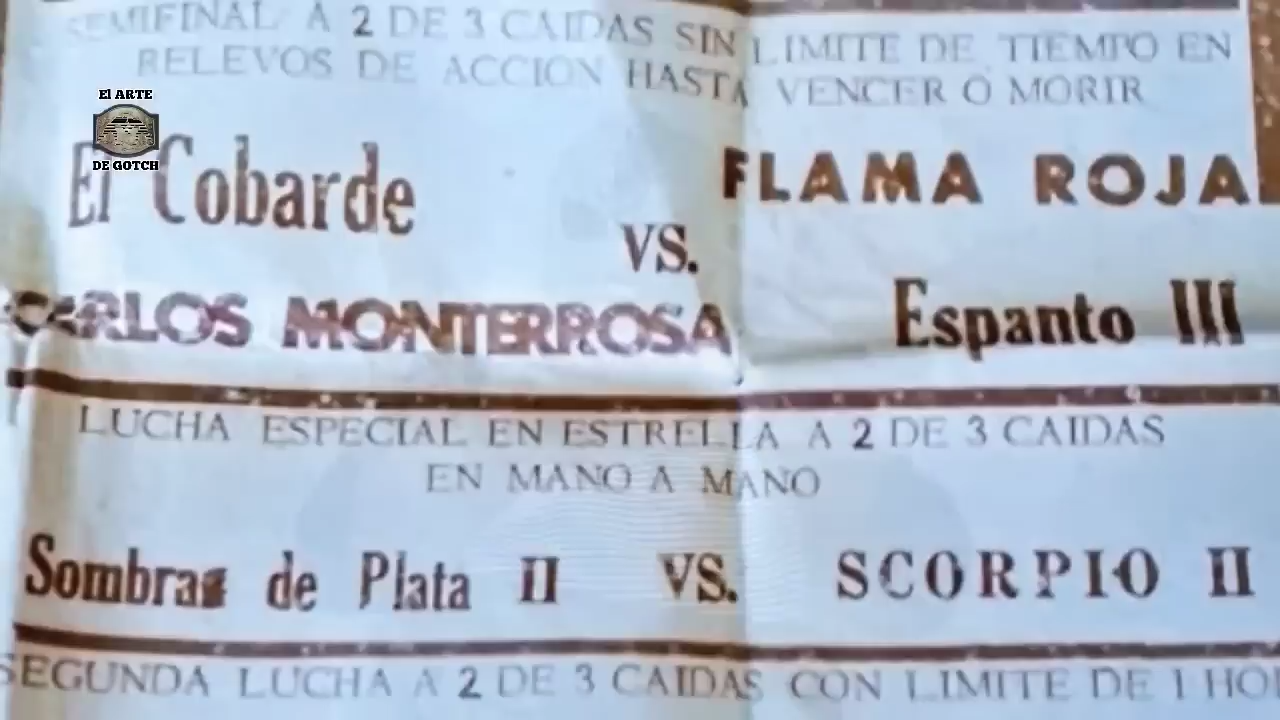 SEMIFINAL A 2 DE 3 CAIDAS SIN LIMITE DE TIEMPO EN
RELEVOS DE ACCION HASTA VENCER O MORIR
El ARTE
DE GOTCH
El Cobarde
FLAMA ROJA
VS.
CARLOS MONTERROSA
Espanto III
LUCHA ESPECIAL EN ESTRELLA A 2 DE 3 CAIDAS
EN MANO A MANO
Sombras de Plata II VS. SCORPIO II
SEGUNDA LUCHA A 2 DE 3 CAIDAS CON LIMITE DE 1